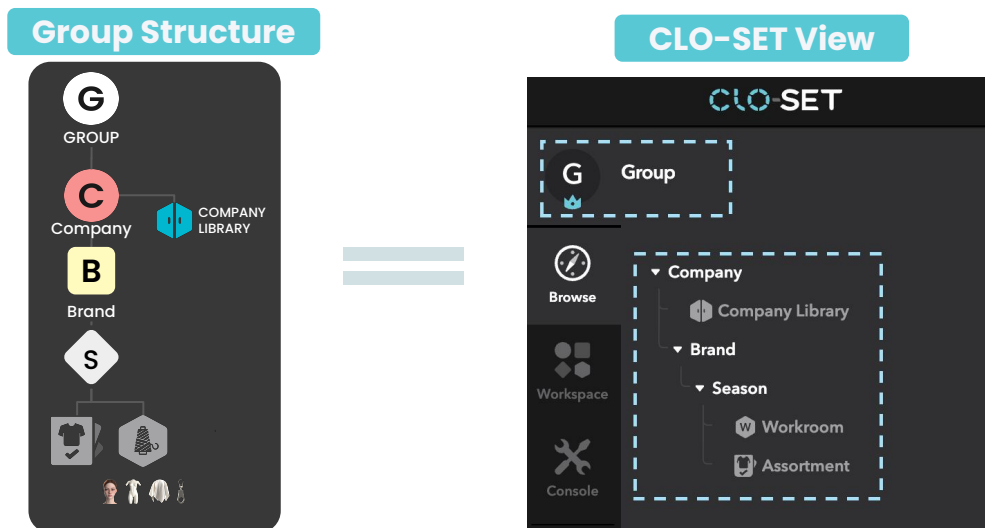 Group Structure
G
GROUP
C
Company
COMPANY
LIBRARY
B
Brand
S
CLO-SET View
CLO-SET
G
Group
Browse
Workspace
Console
Company
Company Library
Brand
Season
W
Workroom
Assortment